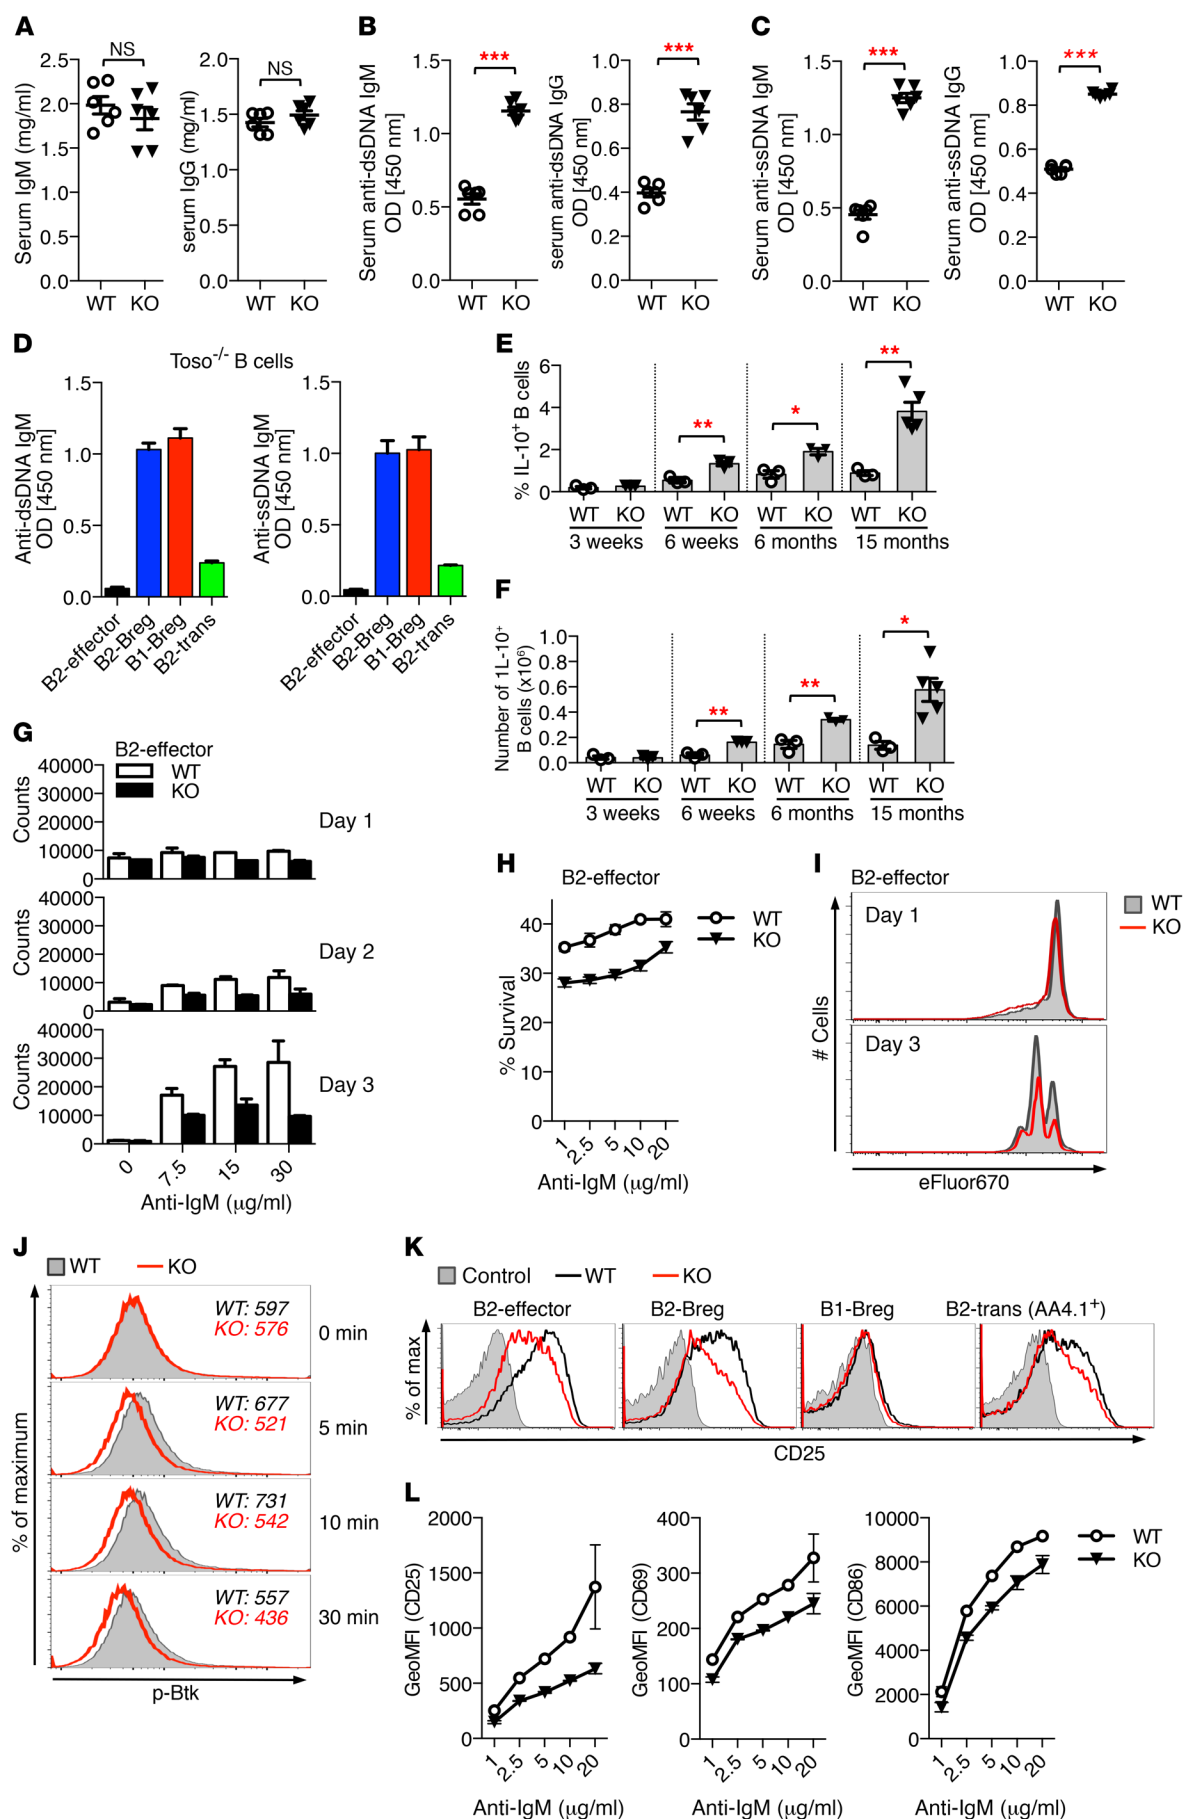 A
Serum IgM (mg/ml)
2.5
2.0
1.5
1.0
0.5
0.0
NS
WT KO
serum IgG (mg/ml)
2.0
1.5
1.0
0.5
0.0
NS
WT KO
B
Serum anti-dsDNA IgM
OD [450 nm]
1.5
1.0
0.5
0.0
***
WT KO
serum anti-dsDNA IgG
OD [450 nm]
1.0
0.8
0.6
0.4
0.2
0.0
***
WT KO
C
Serum anti-ssDNA IgM
OD [450 nm]
1.5
1.0
0.5
0.0
***
WT KO
Serum anti-ssDNA IgG
OD [450 nm]
1.0
0.8
0.6
0.4
0.2
0.0
***
WT KO
D
Toso-/- B cells
Anti-dsDNA IgM
OD [450 nm]
1.5
1.0
0.5
0.0
B2-effector
B2-Breg
B1-Breg
B2-trans
Anti-ssDNA IgM
OD [450 nm]
1.5
1.0
0.5
0.0
B2-effector
B2-Breg
B1-Breg
B2-trans
E
% IL-10+ B cells
6
4
2
0
**
*
**
WT KO WT KO WT KO WT KO
3 weeks 6 weeks 6 months 15 months
F
Number of 1L-10+
B cells (x10⁶)
1.0
0.8
0.6
0.4
0.2
0.0
**
**
*
WT KO WT KO WT KO WT KO
3 weeks 6 weeks 6 months 15 months
G
B2-effector
WT
KO
Counts
40000
30000
20000
10000
0
Day 1
Counts
40000
30000
20000
10000
0
Day 2
Counts
40000
30000
20000
10000
0
Day 3
0 7.5 15 30
Anti-IgM (μg/ml)
H
B2-effector
% Survival
40
30
20
10
0
WT
KO
1 2.5 5 10 20
Anti-IgM (μg/ml)
I
B2-effector
Day 1
Day 3
WT
KO
# Cells
eFluor670
J
WT KO
% of maximum
WT: 597
KO: 576
0 min
WT: 677
KO: 521
5 min
WT: 731
KO: 542
10 min
WT: 557
KO: 436
30 min
p-Btk
K
Control WT KO
B2-effector B2-Breg B1-Breg B2-trans (AA4.1+)
% of max
CD25
L
GeoMFI (CD25)
2000
1500
1000
500
0
1 2.5 5 10 20
Anti-IgM (μg/ml)
GeoMFI (CD69)
400
300
200
100
0
1 2.5 5 10 20
Anti-IgM (μg/ml)
GeoMFI (CD86)
10000
8000
6000
4000
2000
0
1 2.5 5 10 20
Anti-IgM (μg/ml)
WT
KO